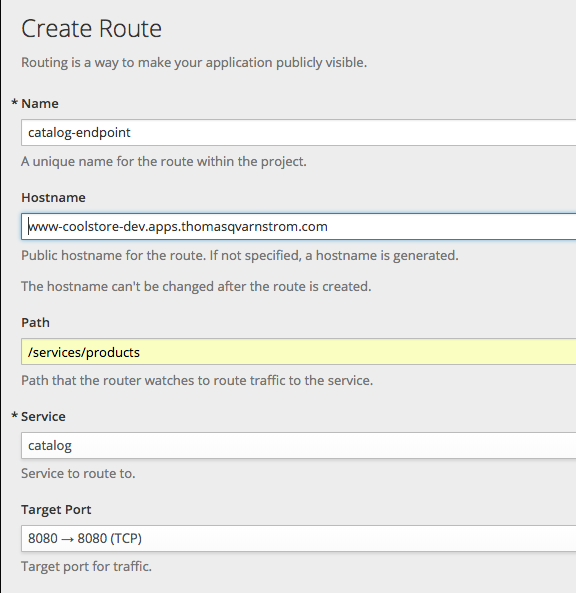 Create Route
Routing is a way to make your application publicly visible.
* Name
catalog-endpoint
A unique name for the route within the project.
Hostname
www-coolstore-dev.apps.thomasqvarnstrom.com
Public hostname for the route. If not specified, a hostname is generated.
The hostname can't be changed after the route is created.
Path
/services/products
Path that the router watches to route traffic to the service.
* Service
catalog
Service to route to.
Target Port
8080 → 8080 (TCP)
Target port for traffic.